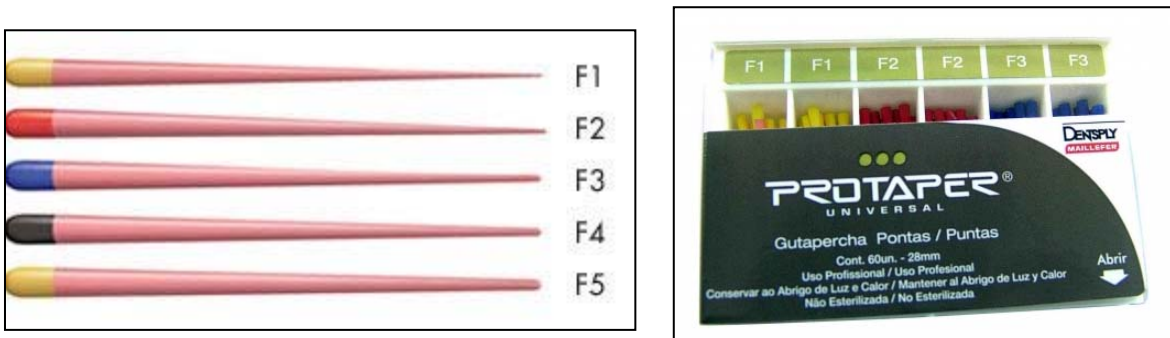 F1
F2
F3
F4
F5
F1 F1 F2 F2 F3 F3
DENTSPLY
MAILLEFER
PROTAPER®
UNIVERSAL
Gutapercha Pontas / Puntas
Cont. 60un. - 28mm
Uso Profissional / Uso Profesional
Conservar ao Abrigo de Luz e Calor / Mantener al Abrigo de Luz y Calor
Não Esterilizada / No Esterilizada
Abrir